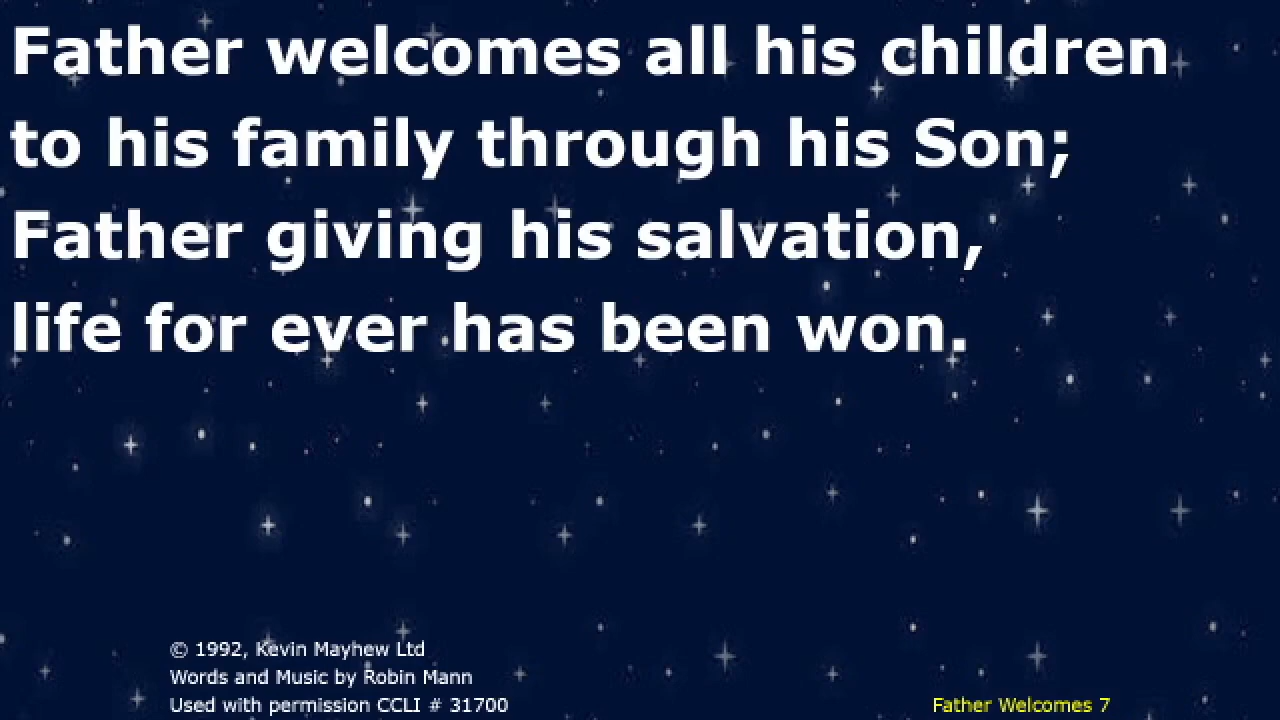 Father welcomes all his children
to his family through his Son;
Father giving his salvation,
life for ever has been won.
© 1992, Kevin Mayhew Ltd
Words and Music by Robin Mann
Used with permission CCLI # 31700
Father Welcomes 7